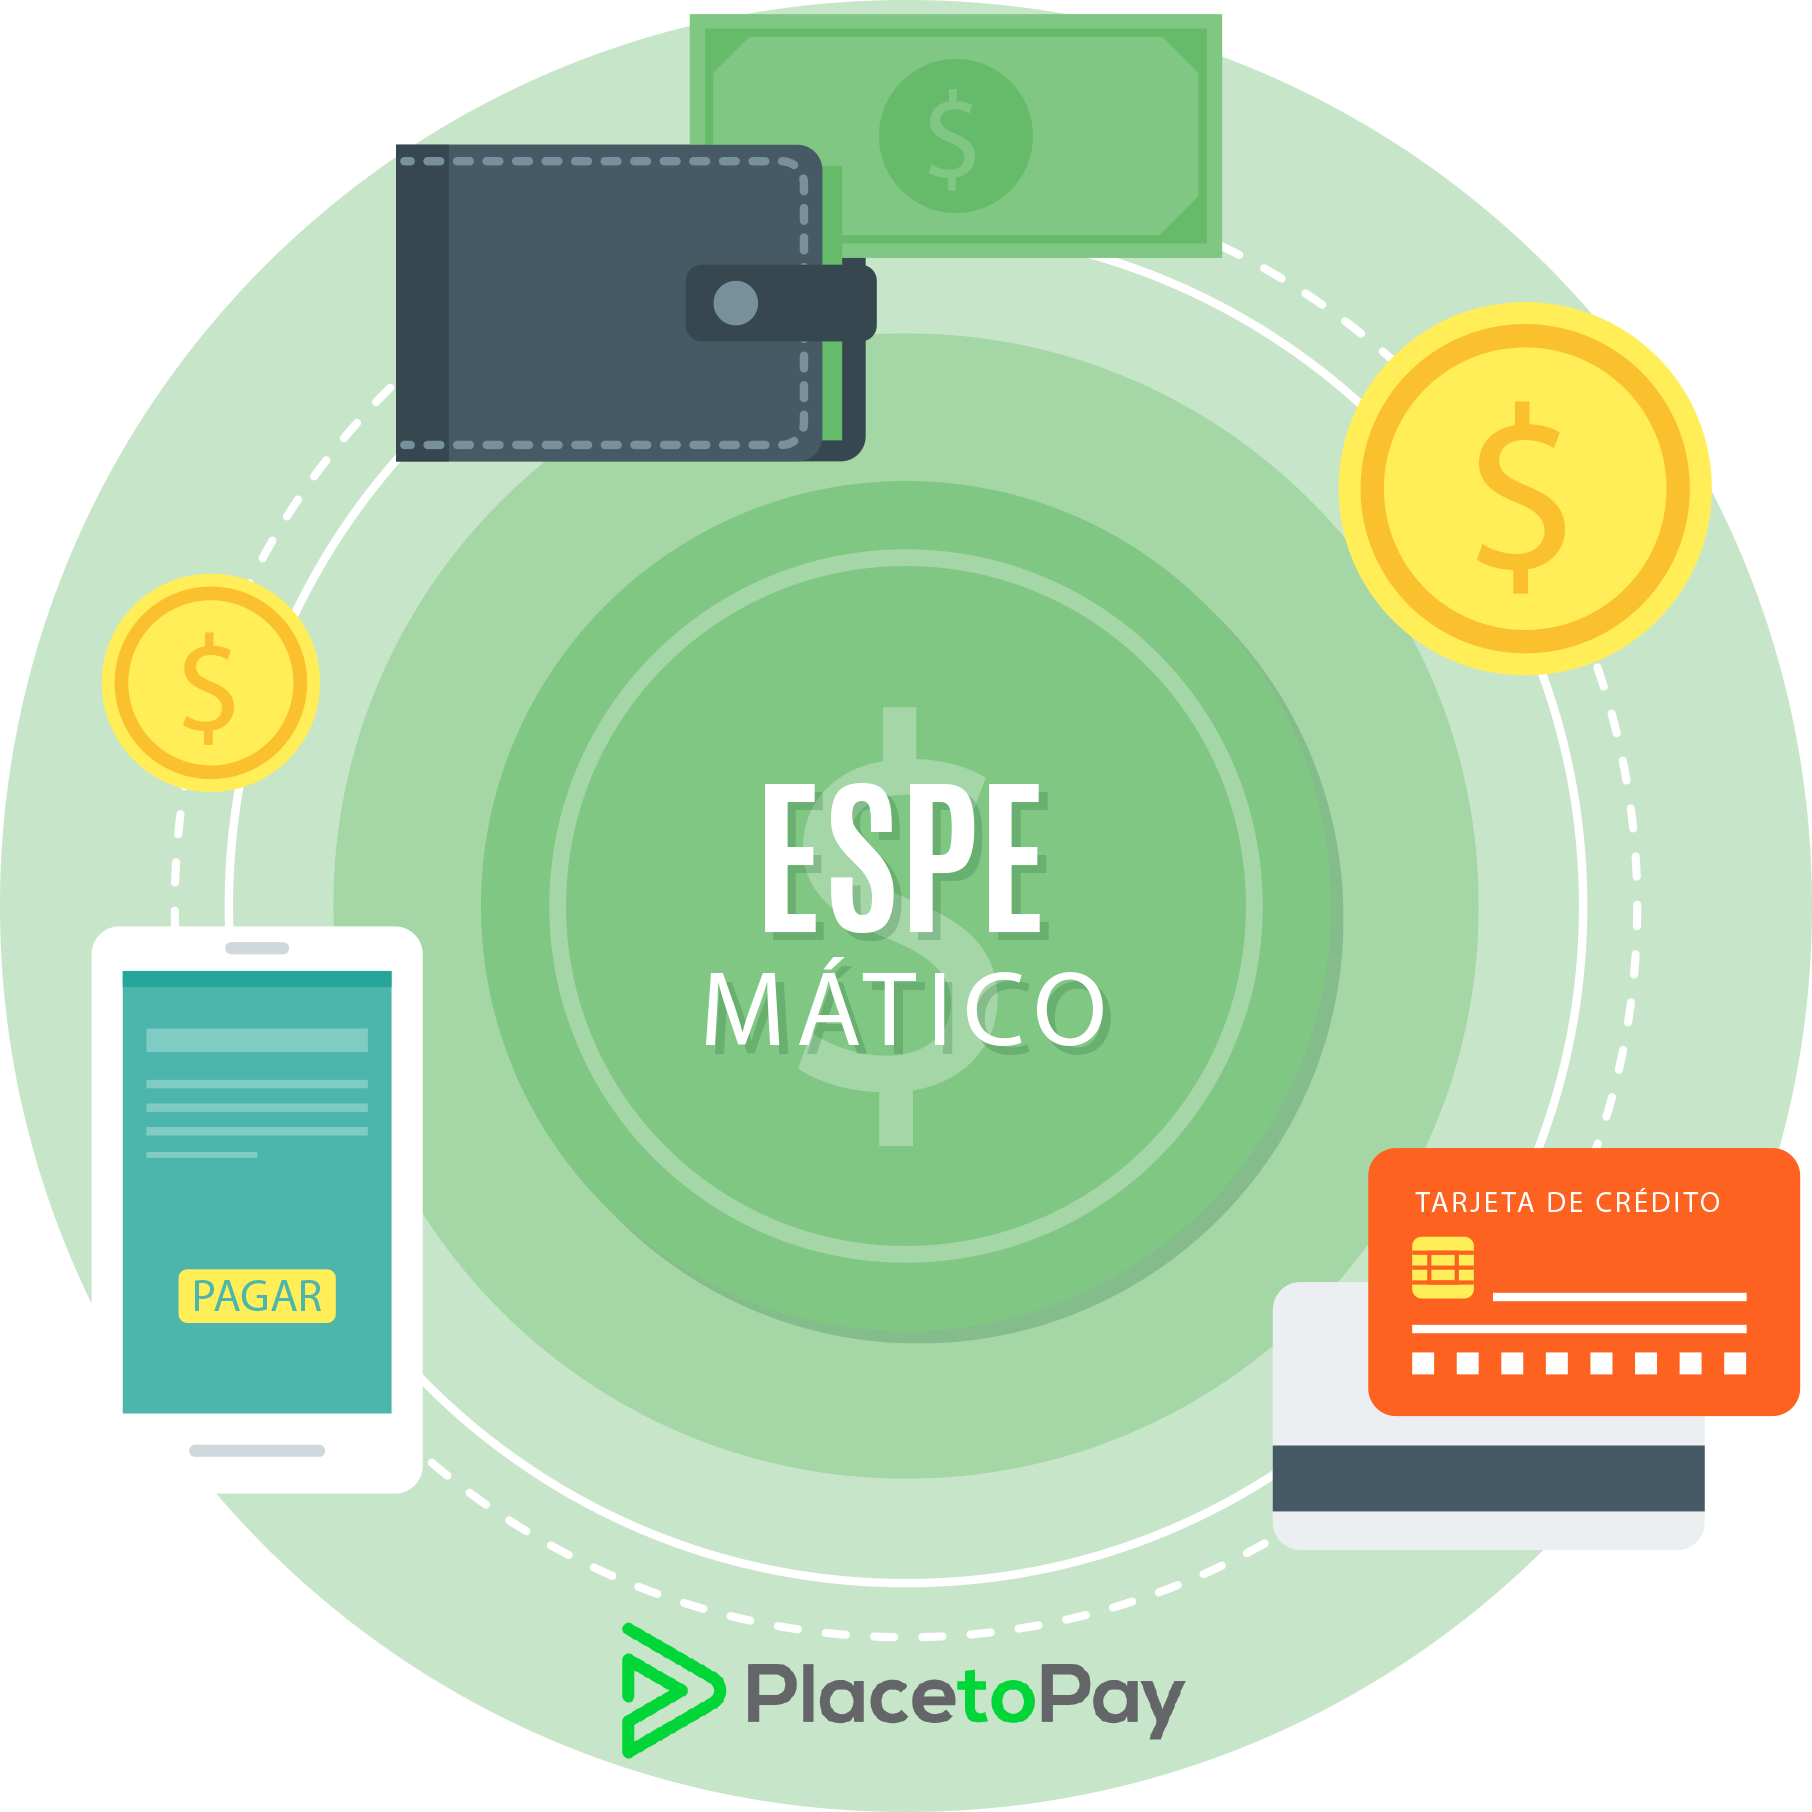 $
$
$
ESPE
MÁTICO
$
TARJETA DE CRÉDITO
PAGAR
PlacetoPay